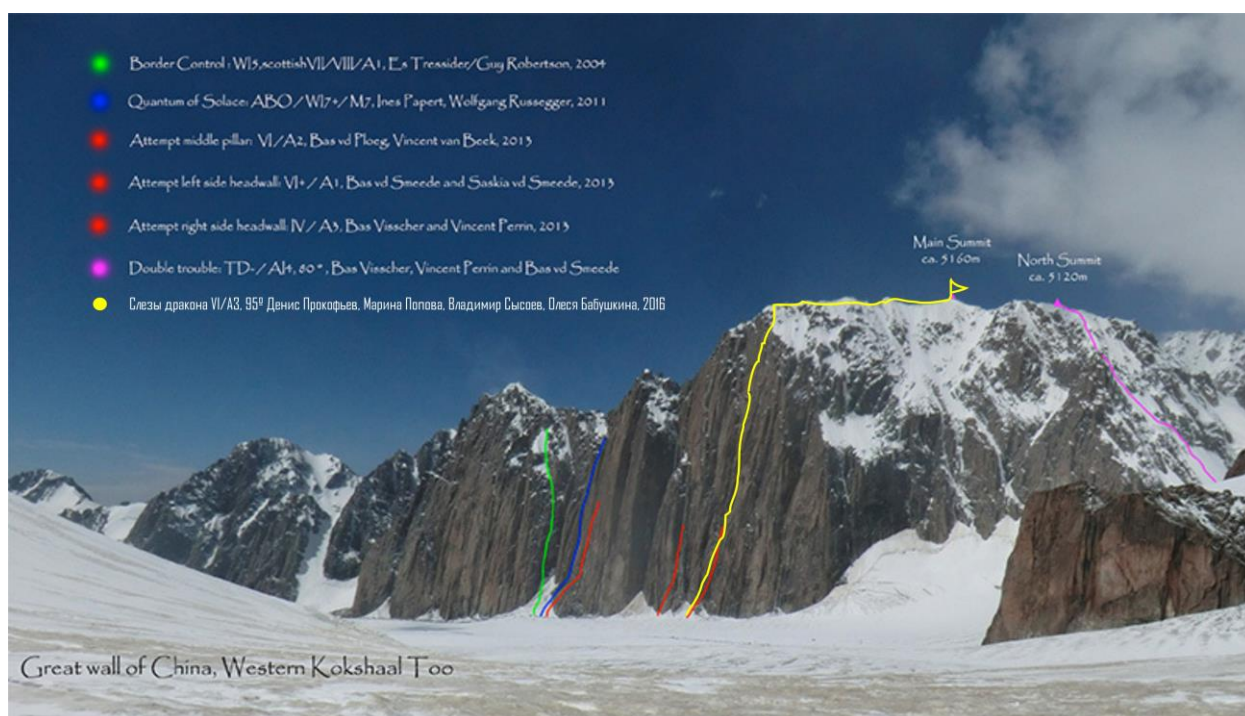 Border Control : WI5,scottishVII/VIII/A1, Es Tressider/Guy Robertson, 2004
Quantum of Solace: ABO / WI7+/ M7, Ines Papert, Wolfgang Russegger, 2011
Attempt middle pillar: VI/A2, Bas vd Ploeg, Vincent van Beek, 2013
Attempt left side headwall: VI+ / A1, Bas vd Smeede and Saskia vd Smeede, 2013
Attempt right side headwall: IV/ A3, Bas Visscher and Vincent Perrin, 2013
Double trouble: TD-/ AI4, 80° , Bas Visscher, Vincent Perrin and Bas vd Smeede
Слезы дракона VI/A3, 95º Денис Прокофьев, Марина Попова, Владимир Сысоев, Олеся Бабушкина, 2016
Main Summit
ca. 5160m
North Summit
ca. 5120m
Great wall of China, Western Kokshaal Too